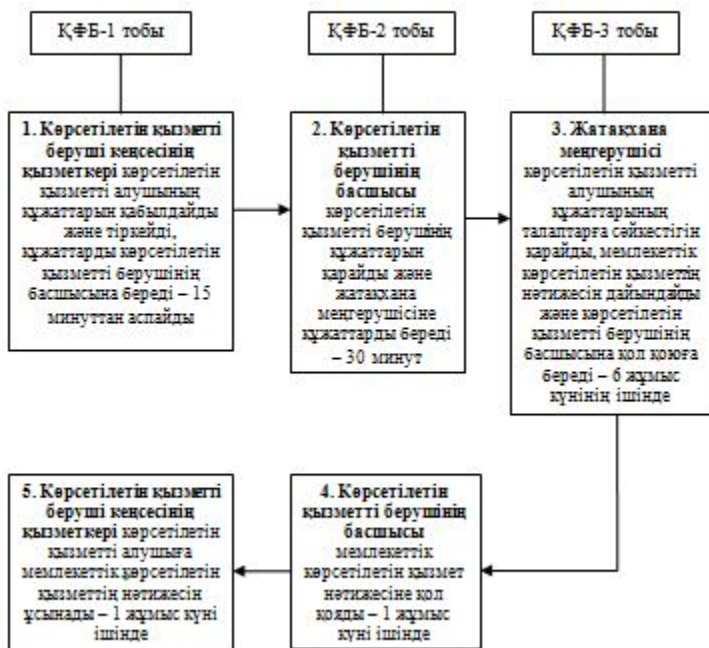 ҚФБ-1 тобы
ҚФБ-2 тобы
ҚФБ-3 тобы
1. Көрсетілетін қызметті
беруші кеңсесінің
қызметкері көрсетілетін
қызметті алушының
құжаттарын қабылдайды
және тіркейді,
құжаттарды көрсетілетін
қызметті берушінің
басшысына береді – 15
минуттан аспайды
2. Көрсетілетін
қызметті
берушінің
басшысы
көрсетілетін
қызметті берушінің
құжаттарын
қарайды және
жатақхана
меңгерушісіне
құжаттарды береді
– 30 минут
3. Жатақхана
меңгерушісі
көрсетілетін қызметті
алушының
құжаттарының
талаптарға сәйкестігін
қарайды, мемлекеттік
көрсетілетін қызметтің
нәтижесін дайындайды
және көрсетілетін
қызметті берушінің
басшысына қол қоюға
береді – 6 жұмыс
күнінің ішінде
5. Көрсетілетін қызметті
беруші кеңсесінің
қызметкері көрсетілетін
қызметті алушыға
мемлекеттік көрсетілетін
қызметтің нәтижесін
ұсынады – 1 жұмыс күні
ішінде
4. Көрсетілетін
қызметті берушінің
басшысы
мемлекеттік
көрсетілетін қызмет
нәтижесіне қол
қояды – 1 жұмыс
күні ішінде